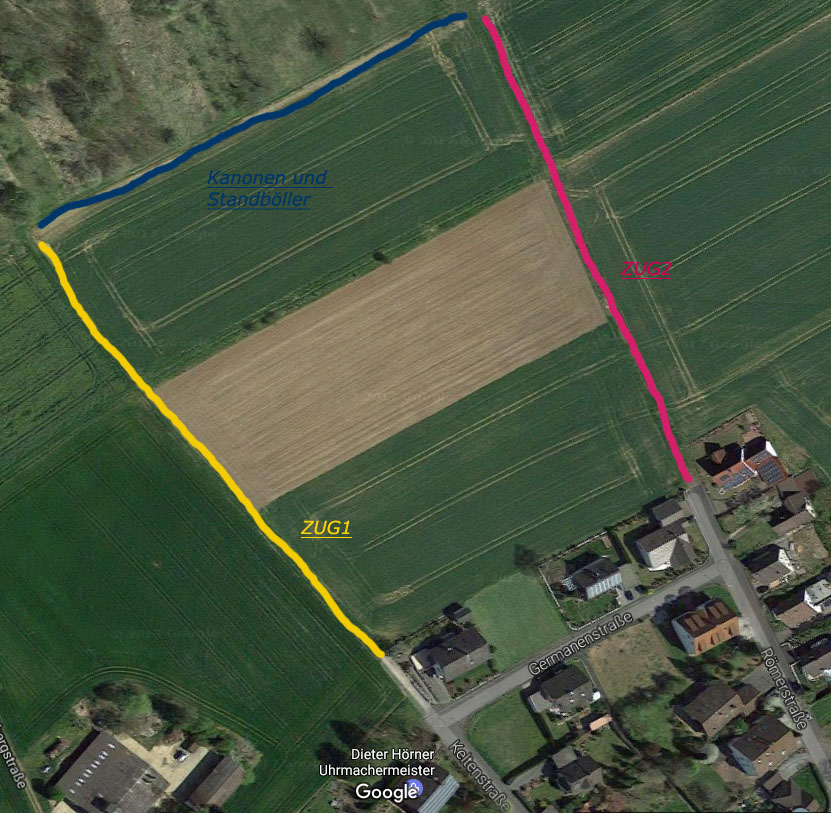 Kanonen und
Standböller
ZUG2
ZUG1
Germanenstraße
Römerstraße
Keltenstraße
Dieter Hörner
Uhrmachermeister
Google